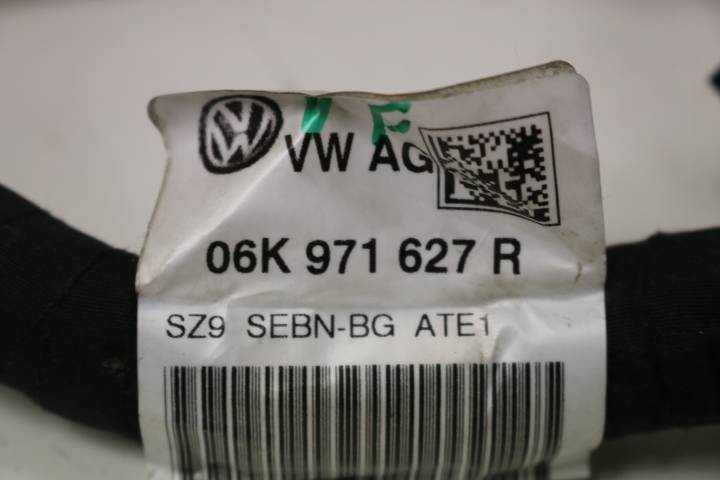 VW AG
06K 971 627 R
SZ9 SEBN-BG ATE1